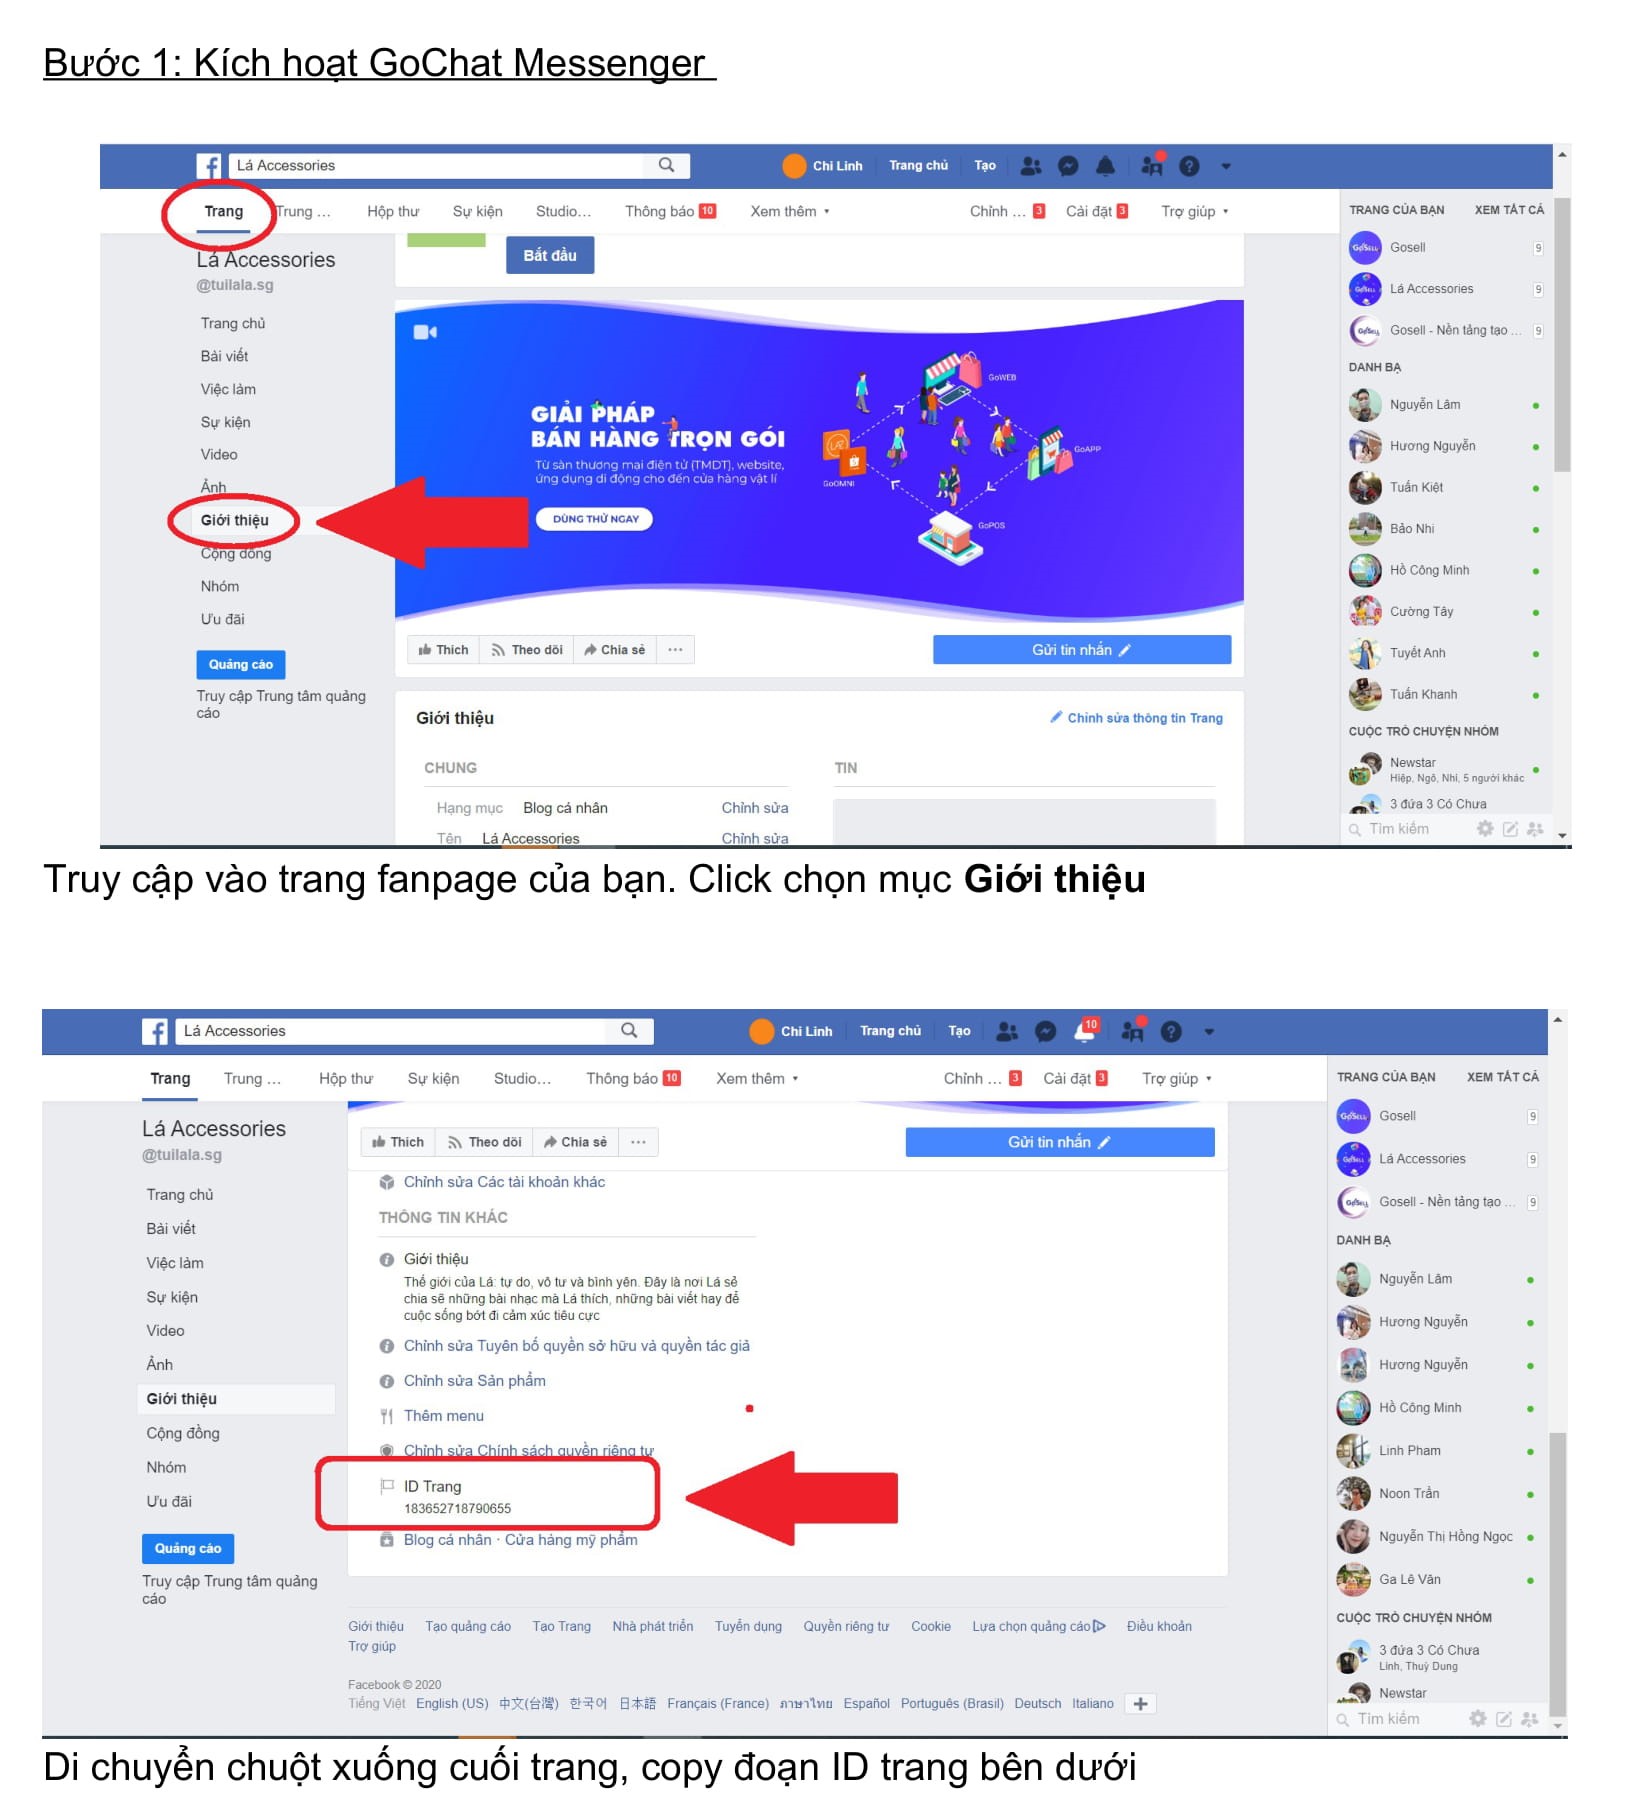 Bước 1: Kích hoạt GoChat Messenger
Lá Accessories
Chi Linh
Trang chủ
Tạo
Trang
Trung ...
Hộp thư
Sự kiện
Studio...
Thông báo 10
Xem thêm
Chỉnh ... 3
Cài đặt 3
Trợ giúp
Lá Accessories
@tuilala.sg
Trang chủ
Bài viết
Việc làm
Sự kiện
Video
Ảnh
Giới thiệu
Cộng đồng
Nhóm
Ưu đãi
Quảng cáo
Truy cập Trung tâm quảng
cáo
Bắt đầu
GIẢI PHÁP
BÁN HÀNG TRỌN GÓI
Từ sàn thương mại điện tử (TMDT), website,
ứng dụng di động cho đến cửa hàng vật lí
DÙNG THỬ NGAY
GoWEB
GoAPP
GoOMNI
GoPOS
Thích
Theo dõi
Chia sẻ
...
Gửi tin nhắn
Giới thiệu
Chỉnh sửa thông tin Trang
CHUNG
TIN
Hạng mục Blog cá nhân Chỉnh sửa
Tên Lá Accessories Chỉnh sửa
TRANG CỦA BẠN XEM TẤT CẢ
Gosell 9
Lá Accessories 9
Gosell - Nền tảng tạo ... 9
DANH BẠ
Nguyễn Lâm
Hương Nguyễn
Tuấn Kiệt
Bảo Nhi
Hồ Công Minh
Cường Tây
Tuyết Anh
Tuấn Khanh
CUỘC TRÒ CHUYỆN NHÓM
Newstar
Hiệp, Ngô, Nhi, 5 người khác
3 đứa 3 Có Chưa
Tìm kiếm
Truy cập vào trang fanpage của bạn. Click chọn mục Giới thiệu
Lá Accessories
Chi Linh
Trang chủ
Tạo
10
Trang
Trung ...
Hộp thư
Sự kiện
Studio...
Thông báo 10
Xem thêm
Chỉnh ... 3
Cài đặt 3
Trợ giúp
Lá Accessories
@tuilala.sg
Trang chủ
Bài viết
Việc làm
Sự kiện
Video
Ảnh
Giới thiệu
Cộng đồng
Nhóm
Ưu đãi
Quảng cáo
Truy cập Trung tâm quảng
cáo
Thích
Theo dõi
Chia sẻ
...
Gửi tin nhắn
Chỉnh sửa Các tài khoản khác
THÔNG TIN KHÁC
Giới thiệu
Thế giới của Lá: tự do, vô tư và bình yên. Đây là nơi Lá sẻ
chia sẽ những bài nhạc mà Lá thích, những bài viết hay để
cuộc sống bớt đi cảm xúc tiêu cực
Chỉnh sửa Tuyên bố quyền sở hữu và quyền tác giả
Chỉnh sửa Sản phẩm
Thêm menu
Chỉnh sửa Chính sách quyền riêng tư
ID Trang
183652718790655
Blog cá nhân · Cửa hàng mỹ phẩm
Giới thiệu Tạo quảng cáo Tạo Trang Nhà phát triển Tuyển dụng Quyền riêng tư Cookie Lựa chọn quảng cáo Điều khoản
Trợ giúp
Facebook © 2020
Tiếng Việt English (US) 中文(台灣) 한국어 日本語 Français (France) ภาษาไทย Español Português (Brasil) Deutsch Italiano
TRANG CỦA BẠN XEM TẤT CẢ
Gosell 9
Lá Accessories 9
Gosell - Nền tảng tạo ... 9
DANH BẠ
Nguyễn Lâm
Hương Nguyễn
Hương Nguyễn
Hồ Công Minh
Linh Pham
Noon Trần
Nguyễn Thị Hồng Ngọc
Ga Lê Văn
CUỘC TRÒ CHUYỆN NHÓM
3 đứa 3 Có Chưa
Linh, Thuỳ Dung
Newstar
Tìm kiếm
Di chuyển chuột xuống cuối trang, copy đoạn ID trang bên dưới